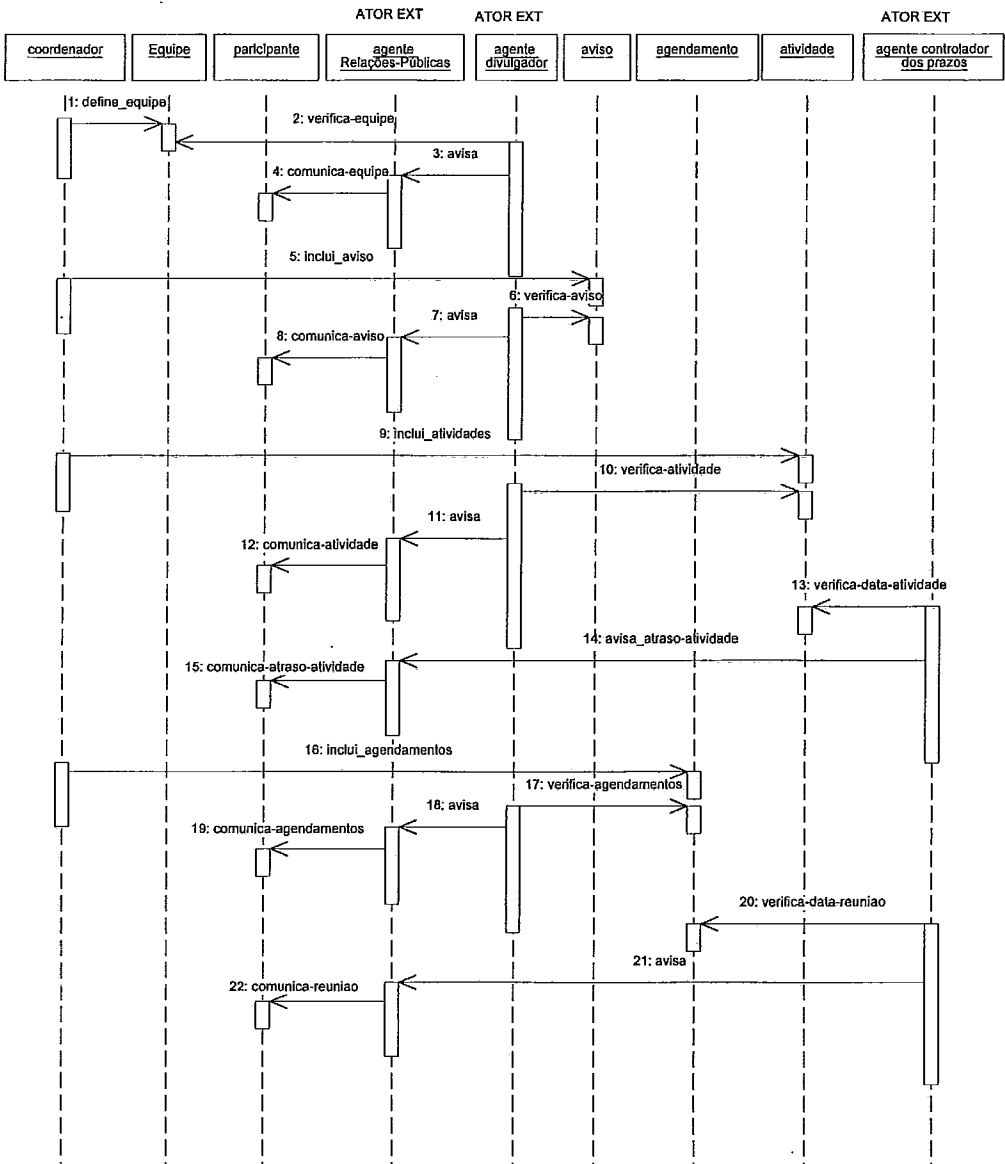 ATOR EXT
ATOR EXT
ATOR EXT
coordenador
Equipe
participante
agente
Relações-Públicas
agente
divulgador
aviso
agendamento
atividade
agente controlador
dos prazos
1: define_equipe
2: verifica-equipe
3: avisa
4: comunica-equipe
5: inclui_aviso
6: verifica-aviso
7: avisa
8: comunica-aviso
9: inclui_atividades
10: verifica-atividade
11: avisa
12: comunica-atividade
13: verifica-data-atividade
14: avisa_atraso-atividade
15: comunica-atraso-atividade
16: inclui_agendamentos
17: verifica-agendamentos
18: avisa
19: comunica-agendamentos
20: verifica-data-reuniao
21: avisa
22: comunica-reuniao